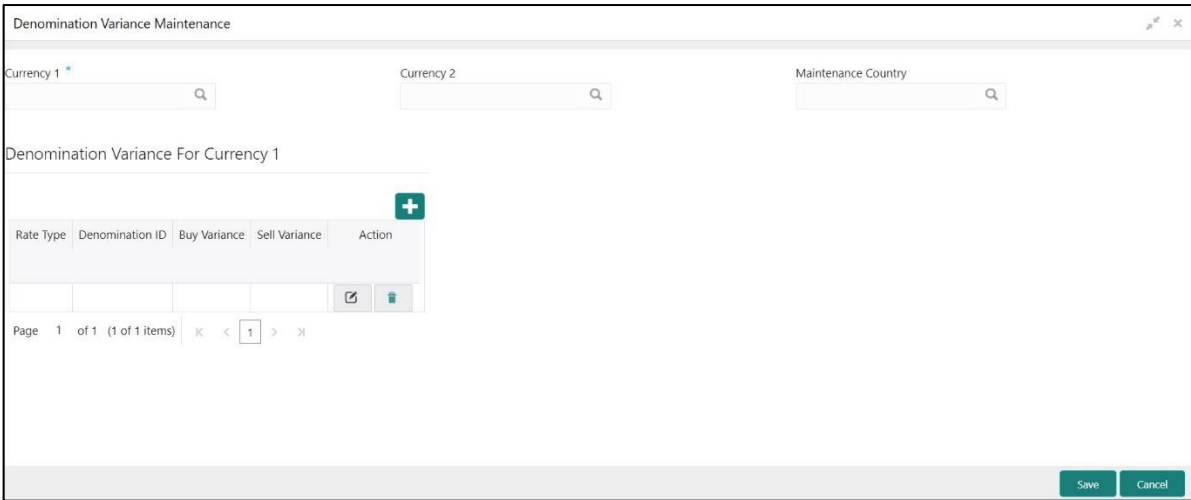 Denomination Variance Maintenance
Currency 1 * Currency 2 Maintenance Country
Denomination Variance For Currency 1
Rate Type Denomination ID Buy Variance Sell Variance Action
Page 1 of 1 (1 of 1 items) 1
Save Cancel